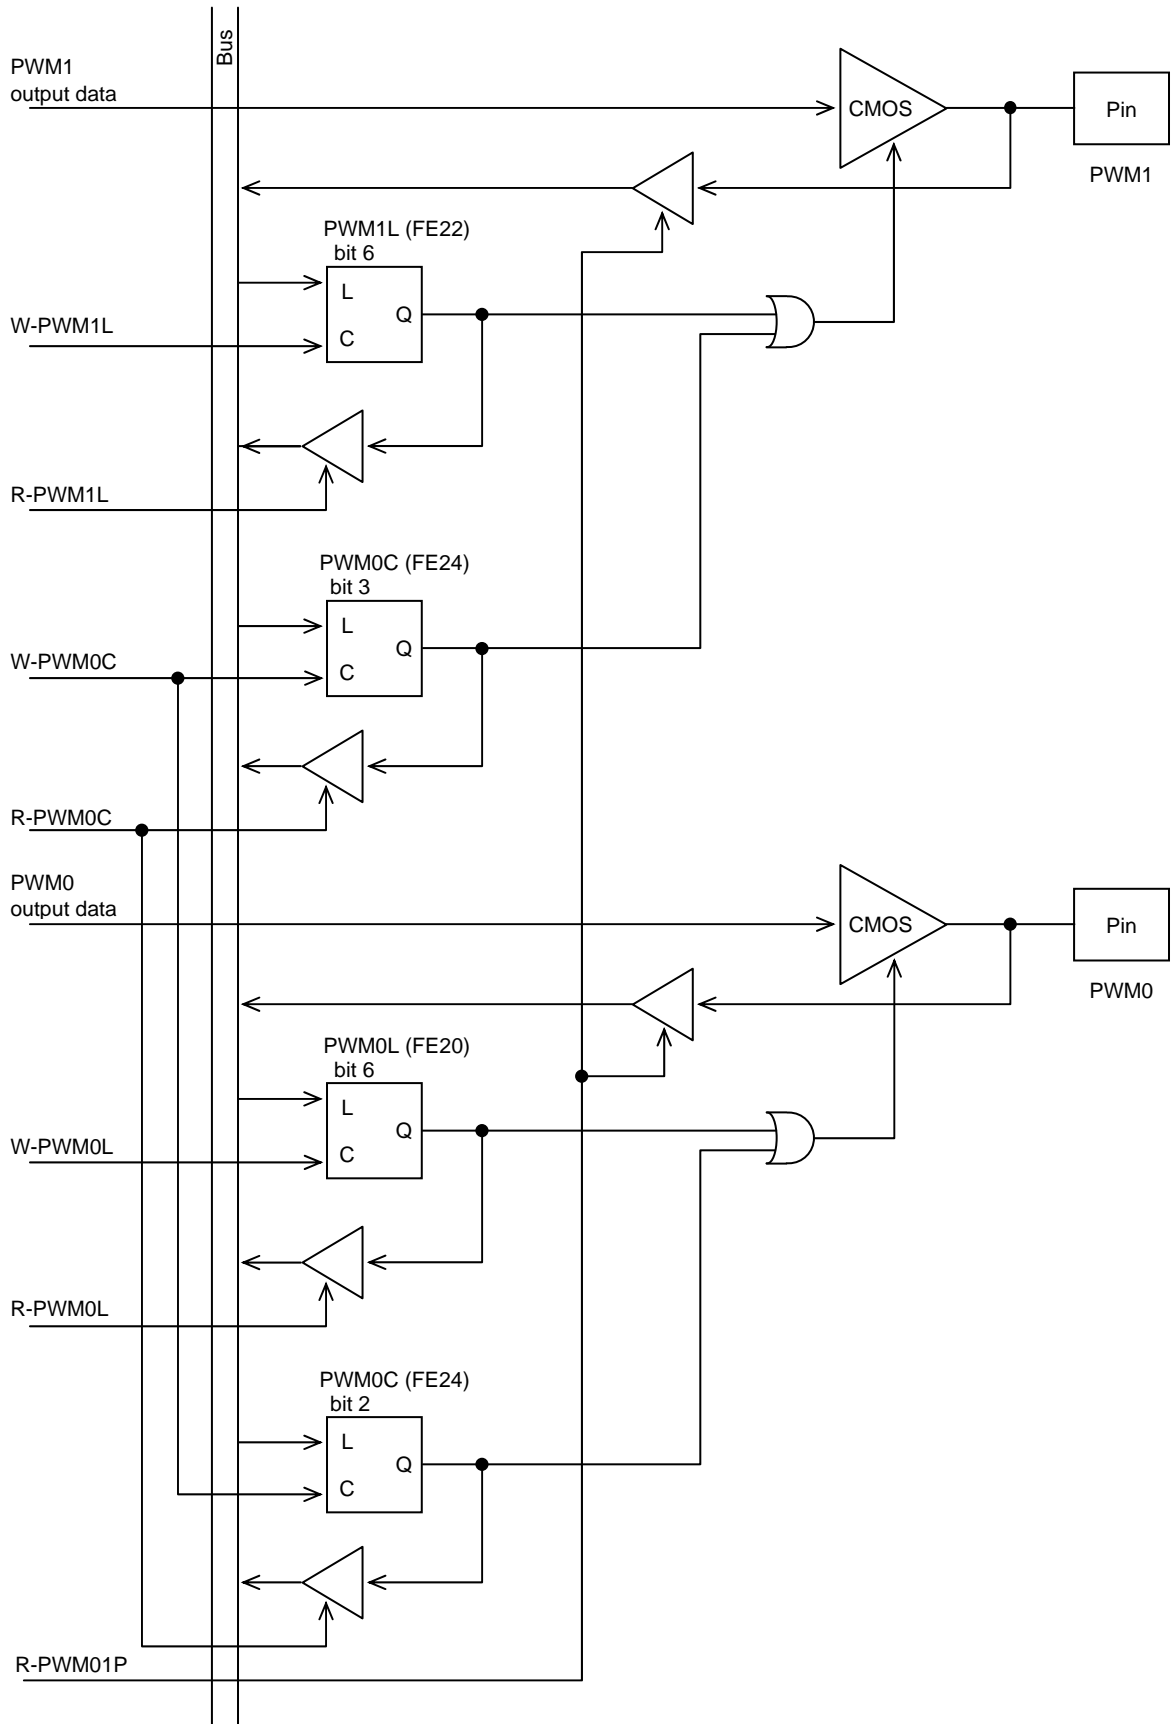 Bus
PWM1
output data
CMOS
Pin
PWM1
PWM1L (FE22)
bit 6
L
Q
W-PWM1L
C
R-PWM1L
PWM0C (FE24)
bit 3
L
Q
W-PWM0C
C
R-PWM0C
PWM0
output data
CMOS
Pin
PWM0
PWM0L (FE20)
bit 6
L
Q
W-PWM0L
C
R-PWM0L
PWM0C (FE24)
bit 2
L
Q
C
R-PWM01P